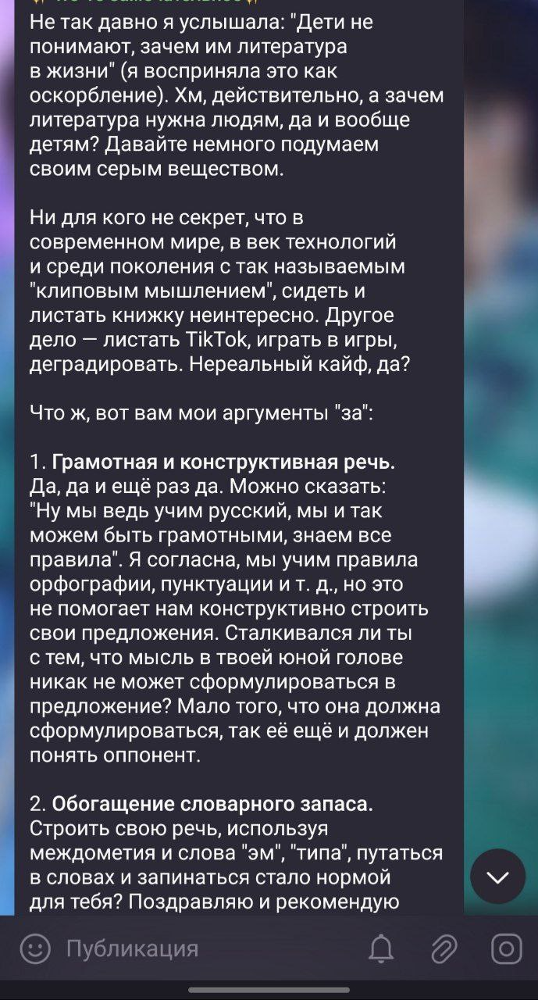 Не так давно я услышала: "Дети не
понимают, зачем им литература
в жизни" (я восприняла это как
оскорбление). Хм, действительно, а зачем
литература нужна людям, да и вообще
детям? Давайте немного подумаем
своим серым веществом.
Ни для кого не секрет, что в
современном мире, в век технологий
и среди поколения с так называемым
"клиповым мышлением", сидеть и
листать книжку неинтересно. Другое
дело — листать TikTok, играть в игры,
деградировать. Нереальный кайф, да?
Что ж, вот вам мои аргументы "за":
1. Грамотная и конструктивная речь.
Да, да и ещё раз да. Можно сказать:
"Ну мы ведь учим русский, мы и так
можем быть грамотными, знаем все
правила". Я согласна, мы учим правила
орфографии, пунктуации и т. д., но это
не помогает нам конструктивно строить
свои предложения. Сталкивался ли ты
с тем, что мысль в твоей юной голове
никак не может сформулироваться в
предложение? Мало того, что она должна
сформулироваться, так её ещё и должен
понять оппонент.
2. Обогащение словарного запаса.
Строить свою речь, используя
междометия и слова "эм", "типа", путаться
в словах и запинаться стало нормой
для тебя? Поздравляю и рекомендую
Публикация